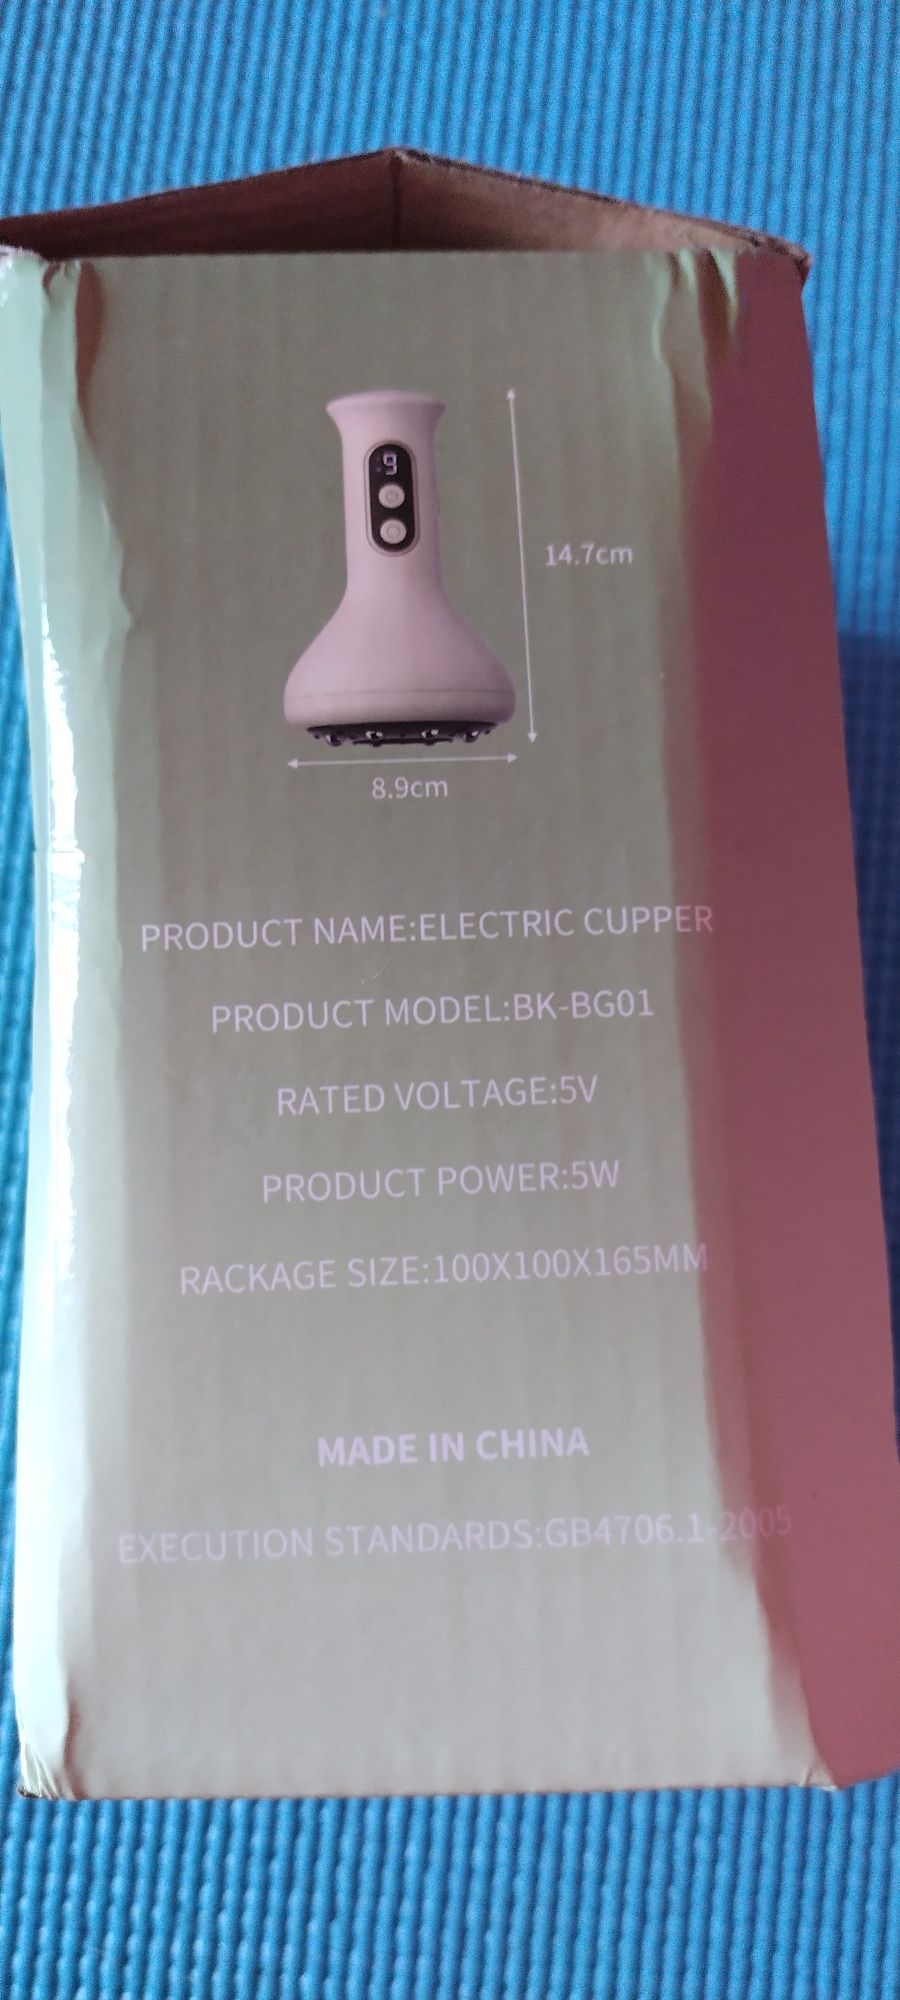 9
14.7cm
8.9cm
PRODUCT NAME:ELECTRIC CUPPER
PRODUCT MODEL:BK-BG01
RATED VOLTAGE:5V
PRODUCT POWER:5W
RACKAGE SIZE:100X100X165MM
MADE IN CHINA
EXECUTION STANDARDS:GB4706.1-2005